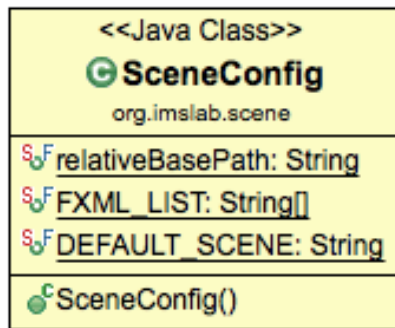 <<Java Class>>
SceneConfig
org.imslab.scene
relativeBasePath: String
FXML_LIST: String[]
DEFAULT_SCENE: String
SceneConfig()